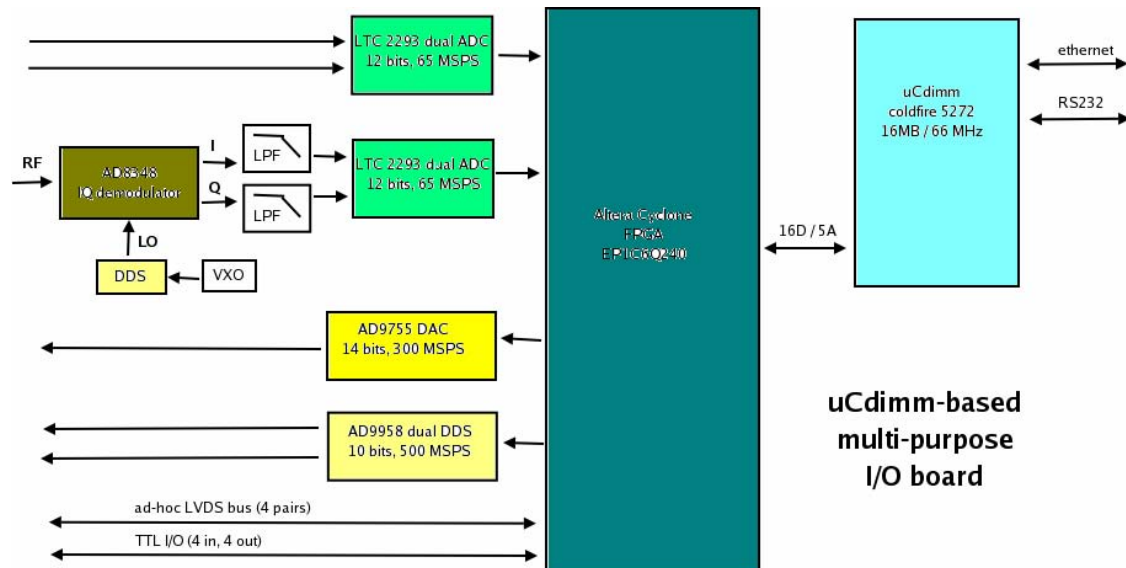 LTC 2293 dual ADC
12 bits, 65 MSPS
RF
AD8348
IQ demodulator
I
Q
LPF
LPF
LTC 2293 dual ADC
12 bits, 65 MSPS
LO
DDS
VXO
AD9755 DAC
14 bits, 300 MSPS
AD9958 dual DDS
10 bits, 500 MSPS
ad-hoc LVDS bus (4 pairs)
TTL I/O (4 in, 4 out)
Altera Cyclone
FPGA
EP1C6Q240
16D / 5A
uCdimm
coldfire 5272
16MB / 66 MHz
ethernet
RS232
uCdimm-based
multi-purpose
I/O board